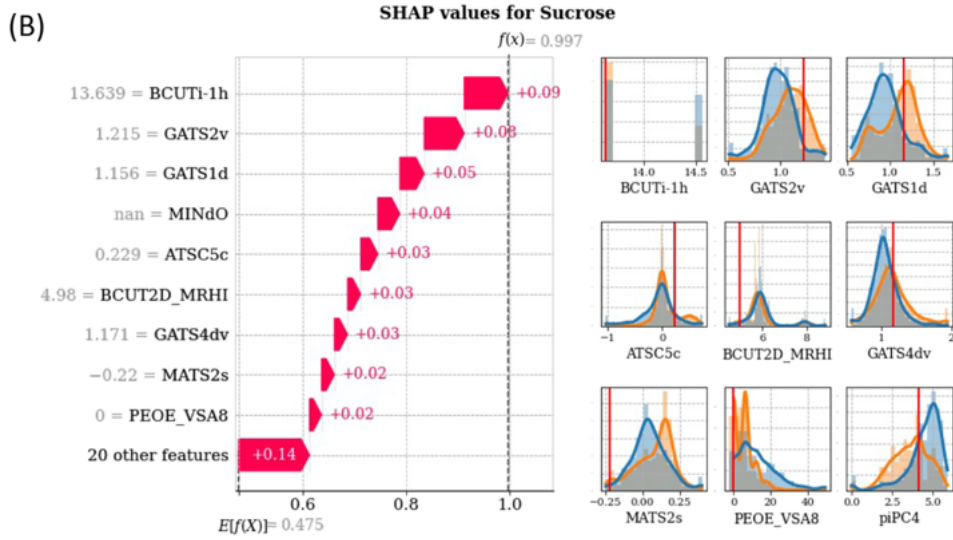 (B)
SHAP values for Sucrose
f(x) = 0.997
13.639 = BCUTi-1h
+0.09
1.215 = GATS2v
+0.08
1.156 = GATS1d
+0.05
nan = MINdO
+0.04
0.229 = ATSC5c
+0.03
4.98 = BCUT2D_MRHI
+0.03
1.171 = GATS4dv
+0.03
−0.22 = MATS2s
+0.02
0 = PEOE_VSA8
+0.02
20 other features
+0.14
0.6 0.8 1.0
E[f(X)] = 0.475
14.0 14.5
BCUTi-1h
0.5 1.0
GATS2v
0.5 1.0 1.5
GATS1d
−1 0
ATSC5c
6 8
BCUT2D_MRHI
1 2
GATS4dv
−0.25 0.00 0.25
MATS2s
0 20 40
PEOE_VSA8
0.0 2.5 5.0
piPC4